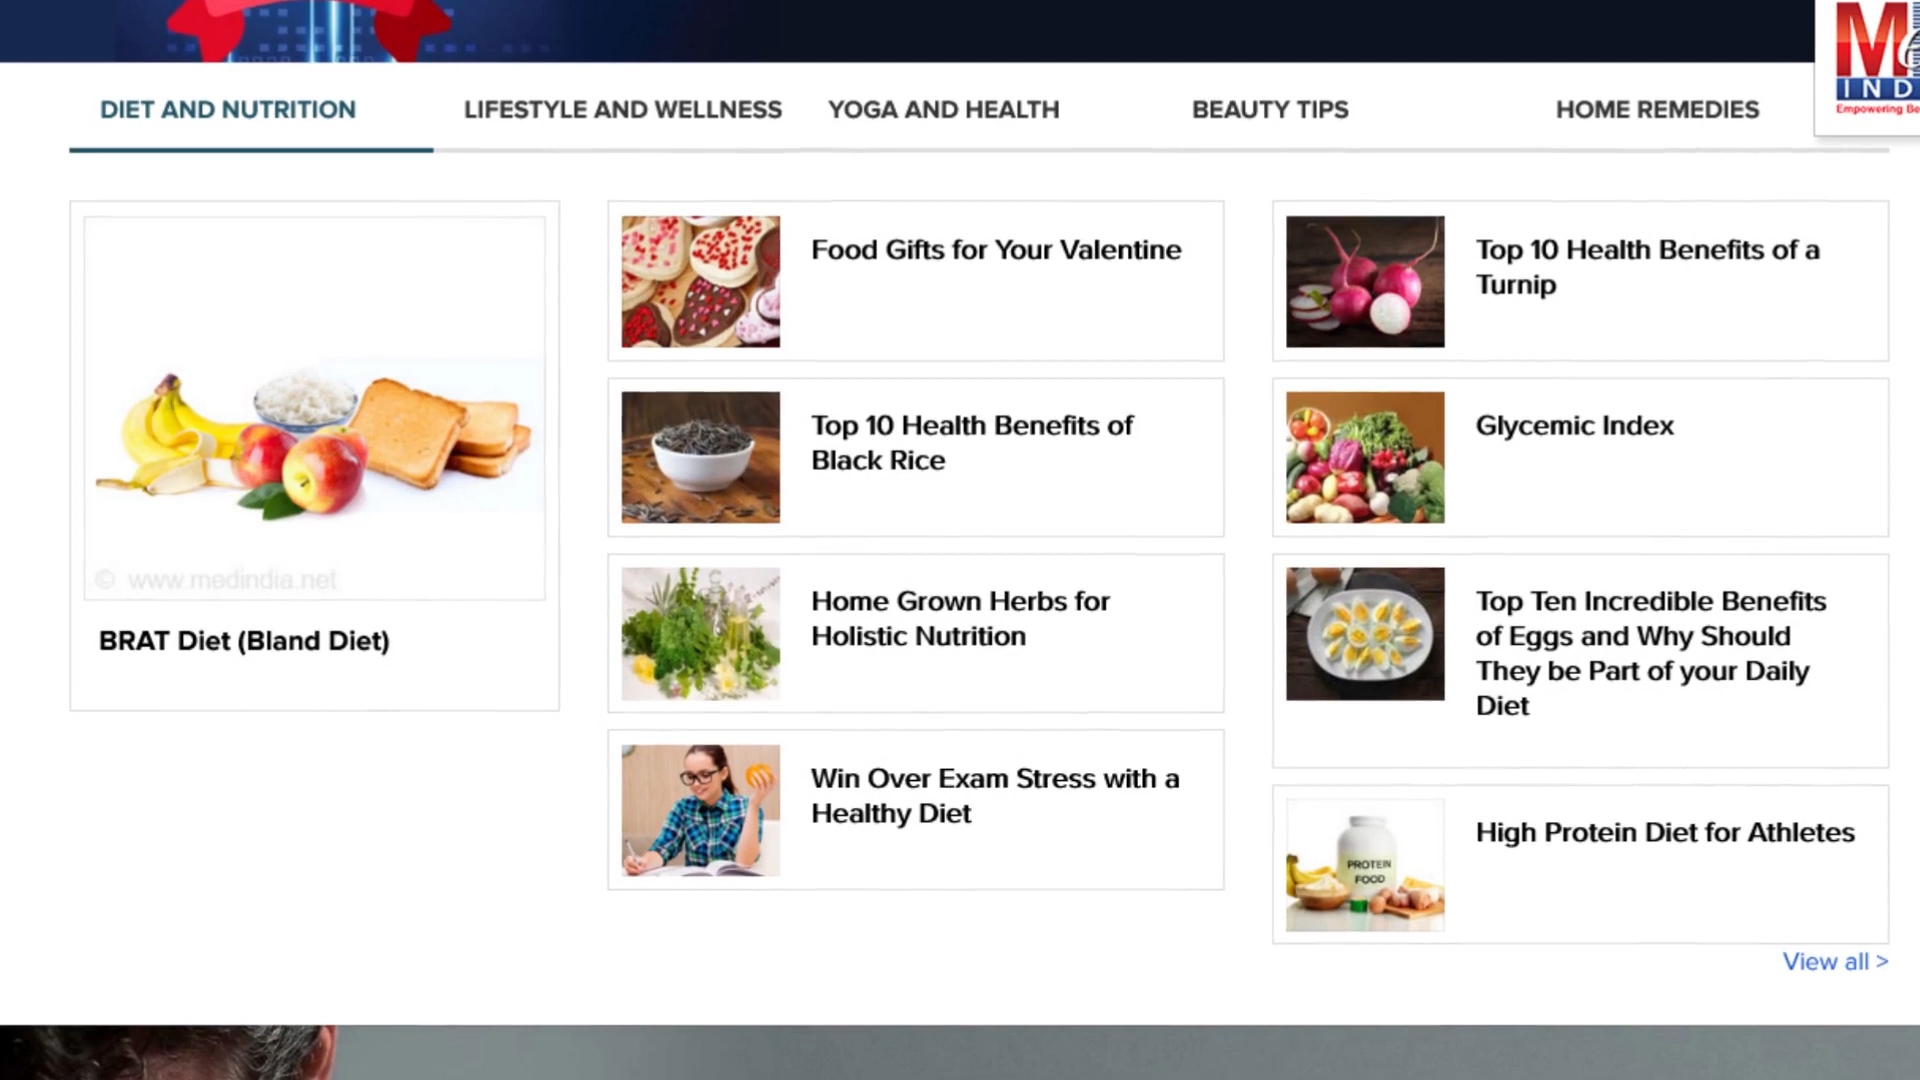 M
IND
Empowering Be
DIET AND NUTRITION
LIFESTYLE AND WELLNESS
YOGA AND HEALTH
BEAUTY TIPS
HOME REMEDIES
© www.medindia.net
BRAT Diet (Bland Diet)
Food Gifts for Your Valentine
Top 10 Health Benefits of
Black Rice
Home Grown Herbs for
Holistic Nutrition
Win Over Exam Stress with a
Healthy Diet
Top 10 Health Benefits of a
Turnip
Glycemic Index
Top Ten Incredible Benefits
of Eggs and Why Should
They be Part of your Daily
Diet
PROTEIN
FOOD
High Protein Diet for Athletes
View all >